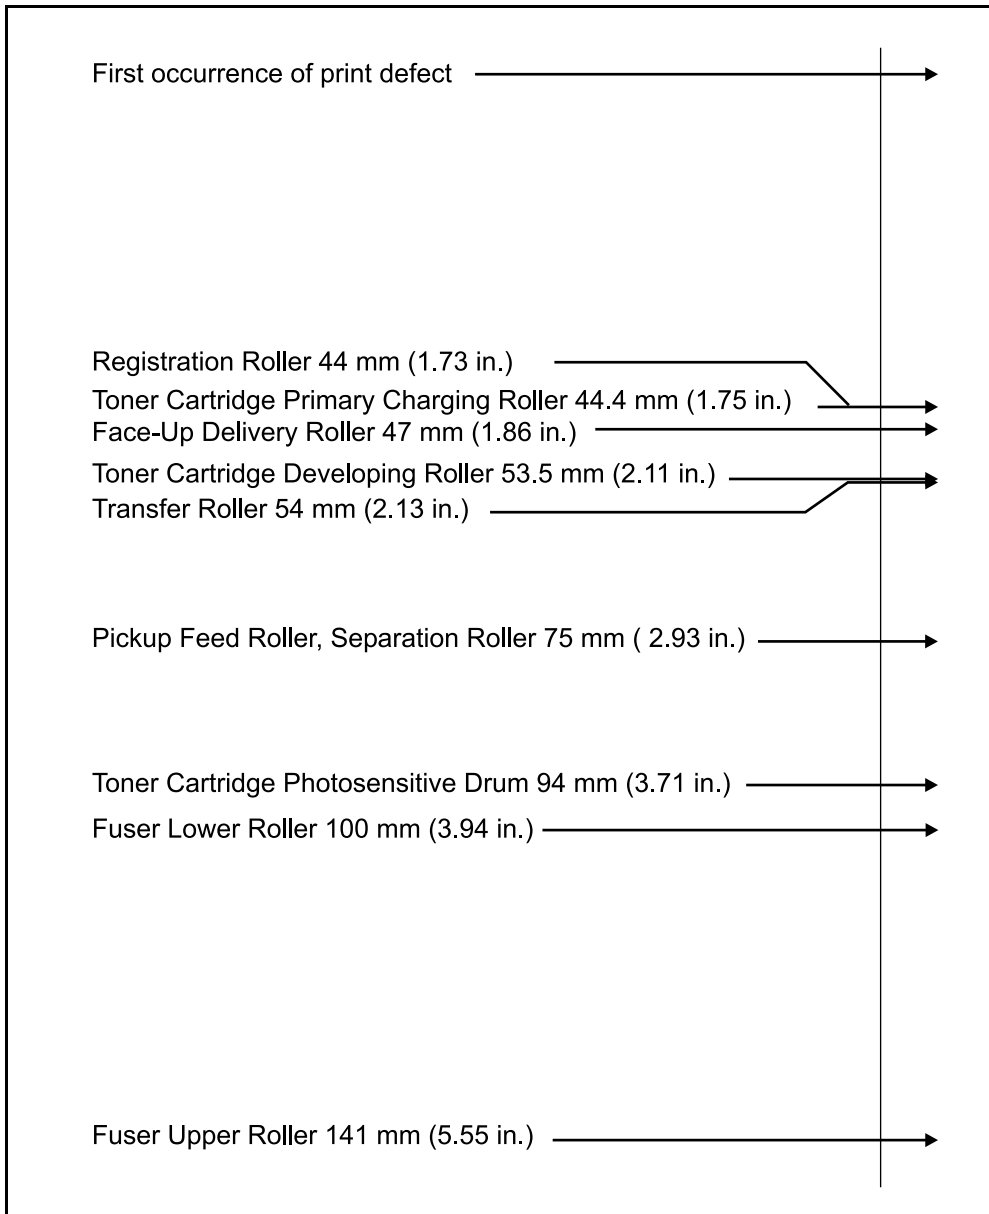 First occurrence of print defect
Registration Roller 44 mm (1.73 in.)
Toner Cartridge Primary Charging Roller 44.4 mm (1.75 in.)
Face-Up Delivery Roller 47 mm (1.86 in.)
Toner Cartridge Developing Roller 53.5 mm (2.11 in.)
Transfer Roller 54 mm (2.13 in.)
Pickup Feed Roller, Separation Roller 75 mm ( 2.93 in.)
Toner Cartridge Photosensitive Drum 94 mm (3.71 in.)
Fuser Lower Roller 100 mm (3.94 in.)
Fuser Upper Roller 141 mm (5.55 in.)